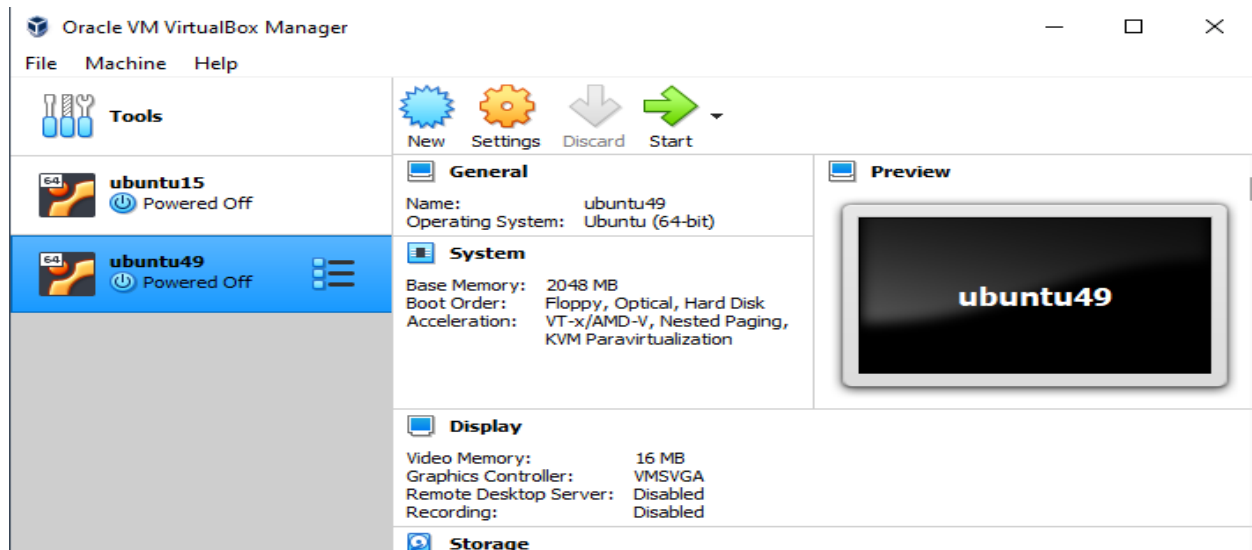 Oracle VM VirtualBox Manager
File Machine Help
Tools
New Settings Discard Start
64
ubuntu15
Powered Off
64
ubuntu49
Powered Off
General
Name: ubuntu49
Operating System: Ubuntu (64-bit)
System
Base Memory: 2048 MB
Boot Order: Floppy, Optical, Hard Disk
Acceleration: VT-x/AMD-V, Nested Paging,
KVM Paravirtualization
Preview
ubuntu49
Display
Video Memory: 16 MB
Graphics Controller: VMSVGA
Remote Desktop Server: Disabled
Recording: Disabled
Storage